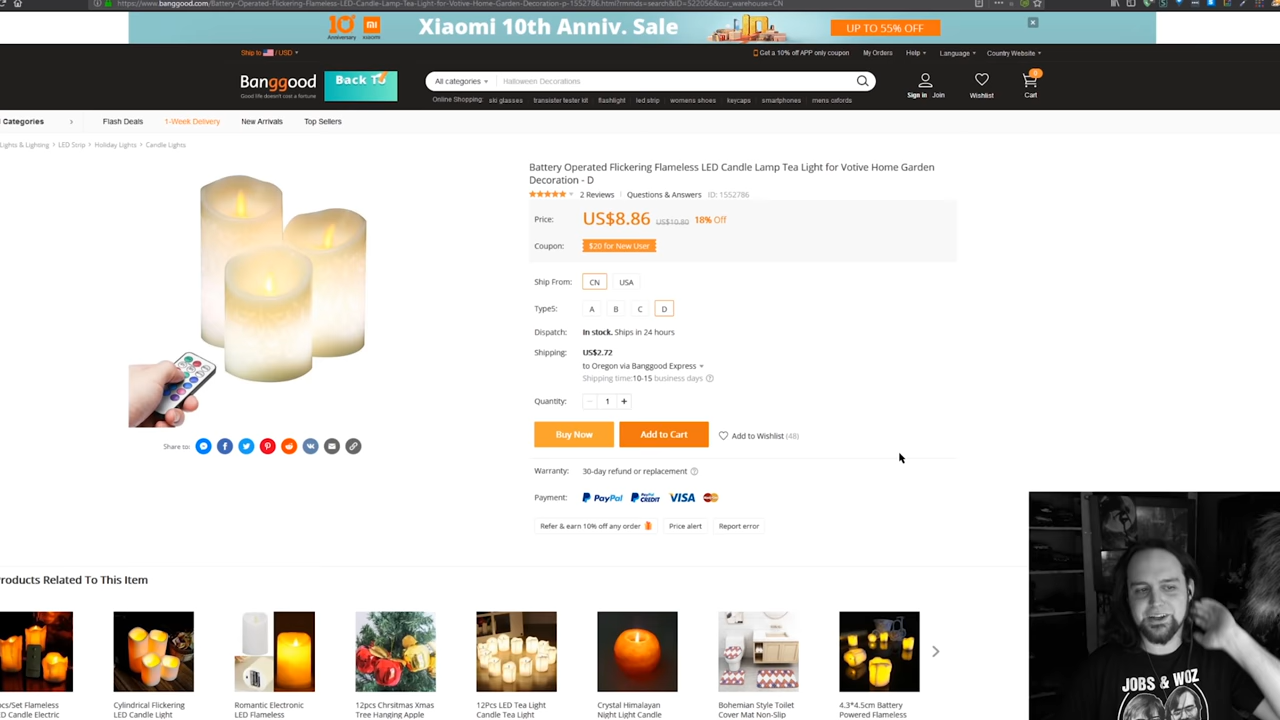 https://www.banggood.com/Battery-Operated-Flickering-Flameless-LED-Candle-Lamp-Tea-Light-for-Votive-Home-Garden-Decoration-p-1552786.html?rmmds=search&ID=522056&cur_warehouse=CN
10th Anniversary xiaomi
Xiaomi 10th Anniv. Sale
UP TO 55% OFF
Ship to / USD
Get a 10% off APP only coupon My Orders Help Language Country Website
Banggood
Good life doesn't cost a fortune
Back To
All categories Halloween Decorations
Sign in Join
Wishlist
0
Cart
Online Shopping: ski glasses transister tester kit flashlight led strip womens shoes keycaps smartphones mens oxfords
Categories
Flash Deals 1-Week Delivery New Arrivals Top Sellers
Lights & Lighting > LED Strip > Holiday Lights > Candle Lights
Battery Operated Flickering Flameless LED Candle Lamp Tea Light for Votive Home Garden
Decoration - D
2 Reviews Questions & Answers ID: 1552786
Price: US$8.86 US$10.80 18% Off
Coupon: $20 for New User
Ship From: CN USA
Type5: A B C D
Dispatch: In stock. Ships in 24 hours
Shipping: US$2.72
to Oregon via Banggood Express
Shipping time:10-15 business days
Quantity: 1 +
Buy Now Add to Cart Add to Wishlist (48)
Share to:
Warranty: 30-day refund or replacement
Payment: PayPal PayPal CREDIT VISA
Refer & earn 10% off any order Price alert Report error
roducts Related To This Item
JOBS & WOZ
pcs/Set Flameless
LED Candle Electric
Cylindrical Flickering
LED Candle Light
Romantic Electronic
LED Flameless
12pcs Chrsitmas Xmas
Tree Hanging Apple
12Pcs LED Tea Light
Candle Tea Light
Crystal Himalayan
Night Light Candle
Bohemian Style Toilet
Cover Mat Non-Slip
4.3*4.5cm Battery
Powered Flameless